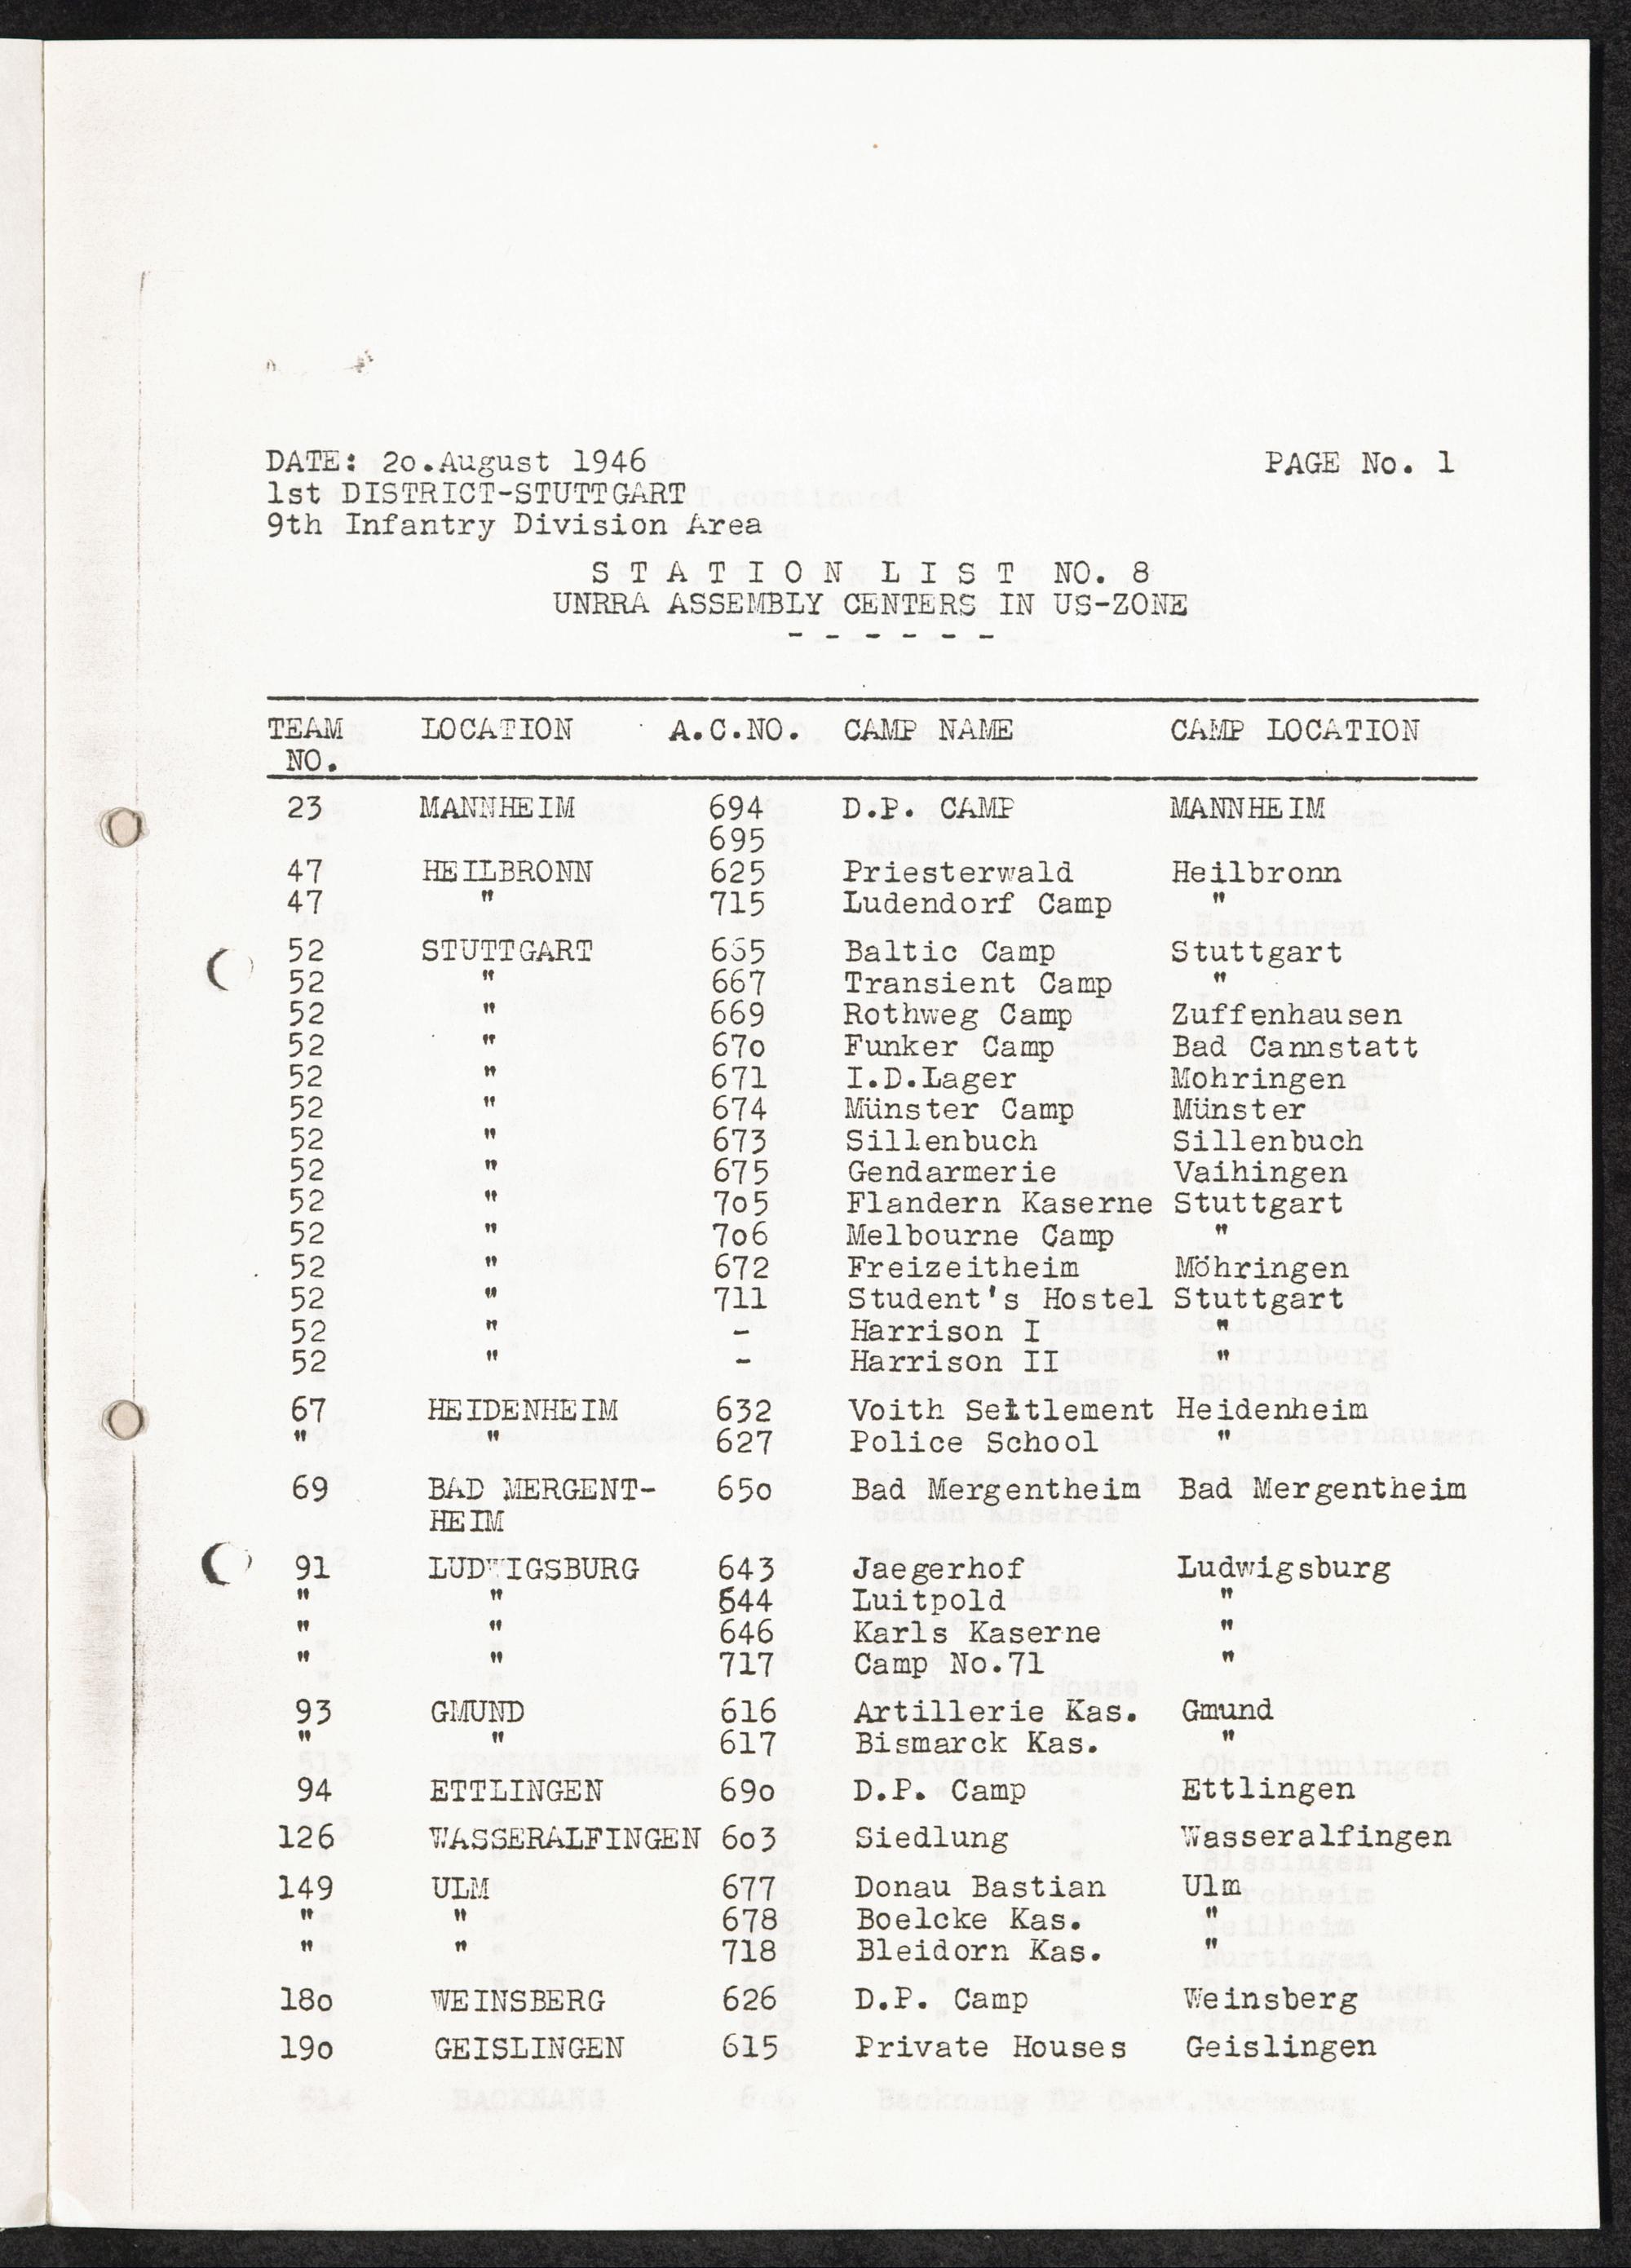 DATE: 2o.August 1946 PAGE No. 1
1st DISTRICT-STUTTGART
9th Infantry Division Area
S T A T I O N L I S T NO. 8
UNRRA ASSEMBLY CENTERS IN US-ZONE
- - - - - -
TEAM LOCATION A.C.NO. CAMP NAME CAMP LOCATION
NO.
23 MANNHEIM 694 D.P. CAMP MANNHEIM
695
47 HEILBRONN 625 Priesterwald Heilbronn
47 " 715 Ludendorf Camp "
52 STUTTGART 665 Baltic Camp Stuttgart
52 " 667 Transient Camp "
52 " 669 Rothweg Camp Zuffenhausen
52 " 67o Funker Camp Bad Cannstatt
52 " 671 I.D.Lager Mohringen
52 " 674 Münster Camp Münster
52 " 673 Sillenbuch Sillenbuch
52 " 675 Gendarmerie Vaihingen
52 " 7o5 Flandern Kaserne Stuttgart
52 " 7o6 Melbourne Camp "
52 " 672 Freizeitheim Möhringen
52 " 711 Student's Hostel Stuttgart
52 " - Harrison I "
52 " - Harrison II "
67 HEIDENHEIM 632 Voith Settlement Heidenheim
" " 627 Police School "
69 BAD MERGENT- 65o Bad Mergentheim Bad Mergentheim
HEIM
91 LUDWIGSBURG 643 Jaegerhof Ludwigsburg
" " 644 Luitpold "
" " 646 Karls Kaserne "
" " 717 Camp No.71 "
93 GMUND 616 Artillerie Kas. Gmund
" " 617 Bismarck Kas. "
94 ETTLINGEN 69o D.P. Camp Ettlingen
126 WASSERALFINGEN 6o3 Siedlung Wasseralfingen
149 ULM 677 Donau Bastian Ulm
" " 678 Boelcke Kas. "
" " 718 Bleidorn Kas. "
18o WEINSBERG 626 D.P. Camp Weinsberg
19o GEISLINGEN 615 Private Houses Geislingen